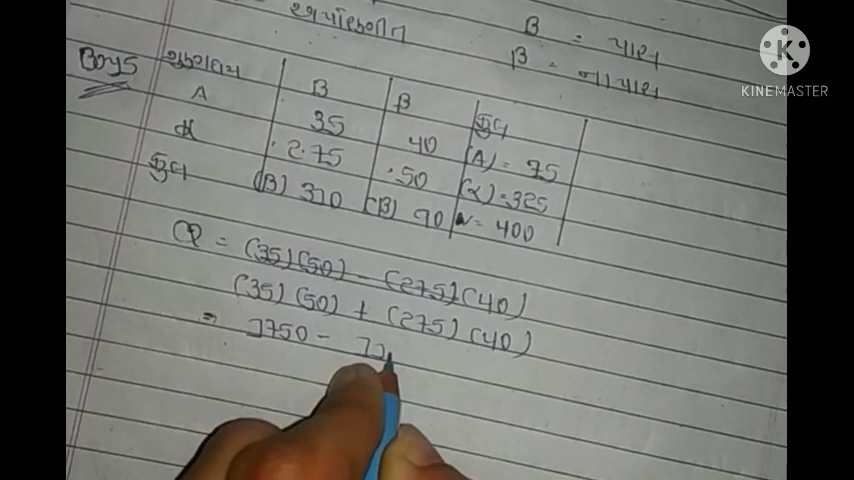 B = પાસ
β = નાપાસ
KINEMASTER
Boys
B β કુલ
A 35 40 (A) = 75
α 275 50 (α) = 325
કુલ (B) 310 (β) 90 N = 400
Q = (35)(50) - (275)(40)
(35)(50) + (275)(40)
= 1750 - 11